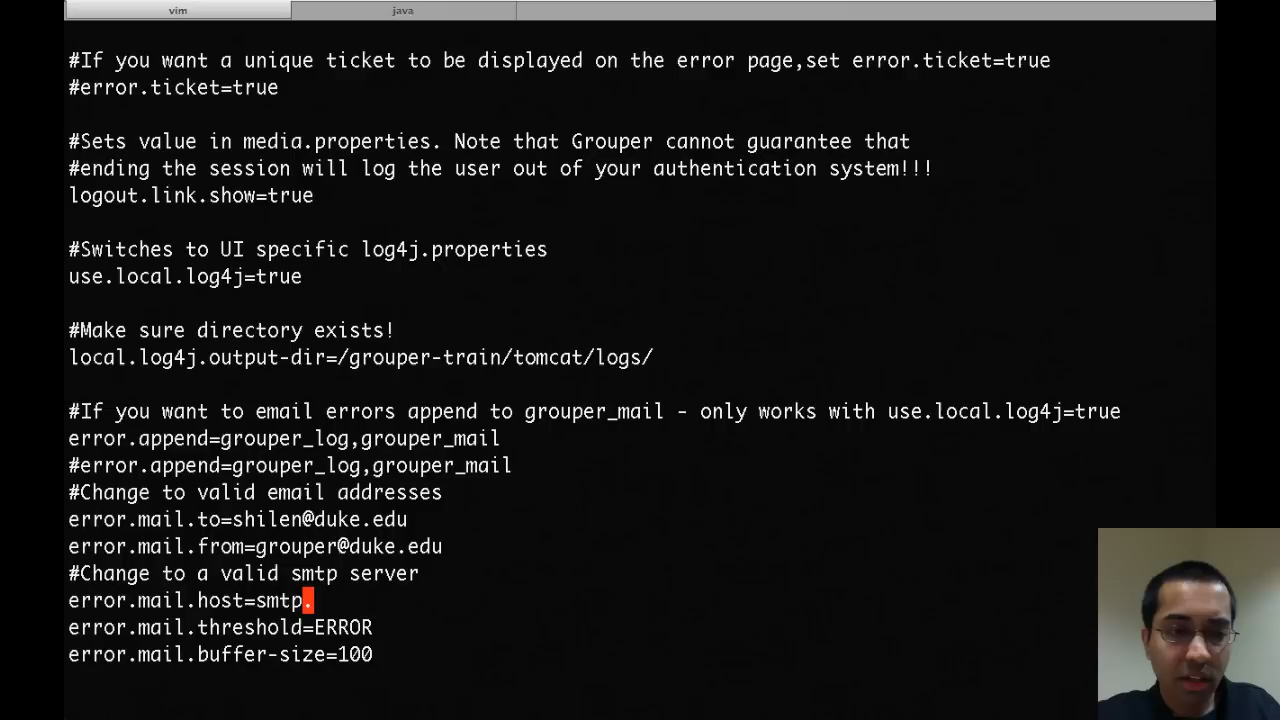 vim
java
#If you want a unique ticket to be displayed on the error page,set error.ticket=true
#error.ticket=true
#Sets value in media.properties. Note that Grouper cannot guarantee that
#ending the session will log the user out of your authentication system!!!
logout.link.show=true
#Switches to UI specific log4j.properties
use.local.log4j=true
#Make sure directory exists!
local.log4j.output-dir=/grouper-train/tomcat/logs/
#If you want to email errors append to grouper_mail - only works with use.local.log4j=true
error.append=grouper_log,grouper_mail
#error.append=grouper_log,grouper_mail
#Change to valid email addresses
error.mail.to=shilen@duke.edu
error.mail.from=grouper@duke.edu
#Change to a valid smtp server
error.mail.host=smtp.
error.mail.threshold=ERROR
error.mail.buffer-size=100